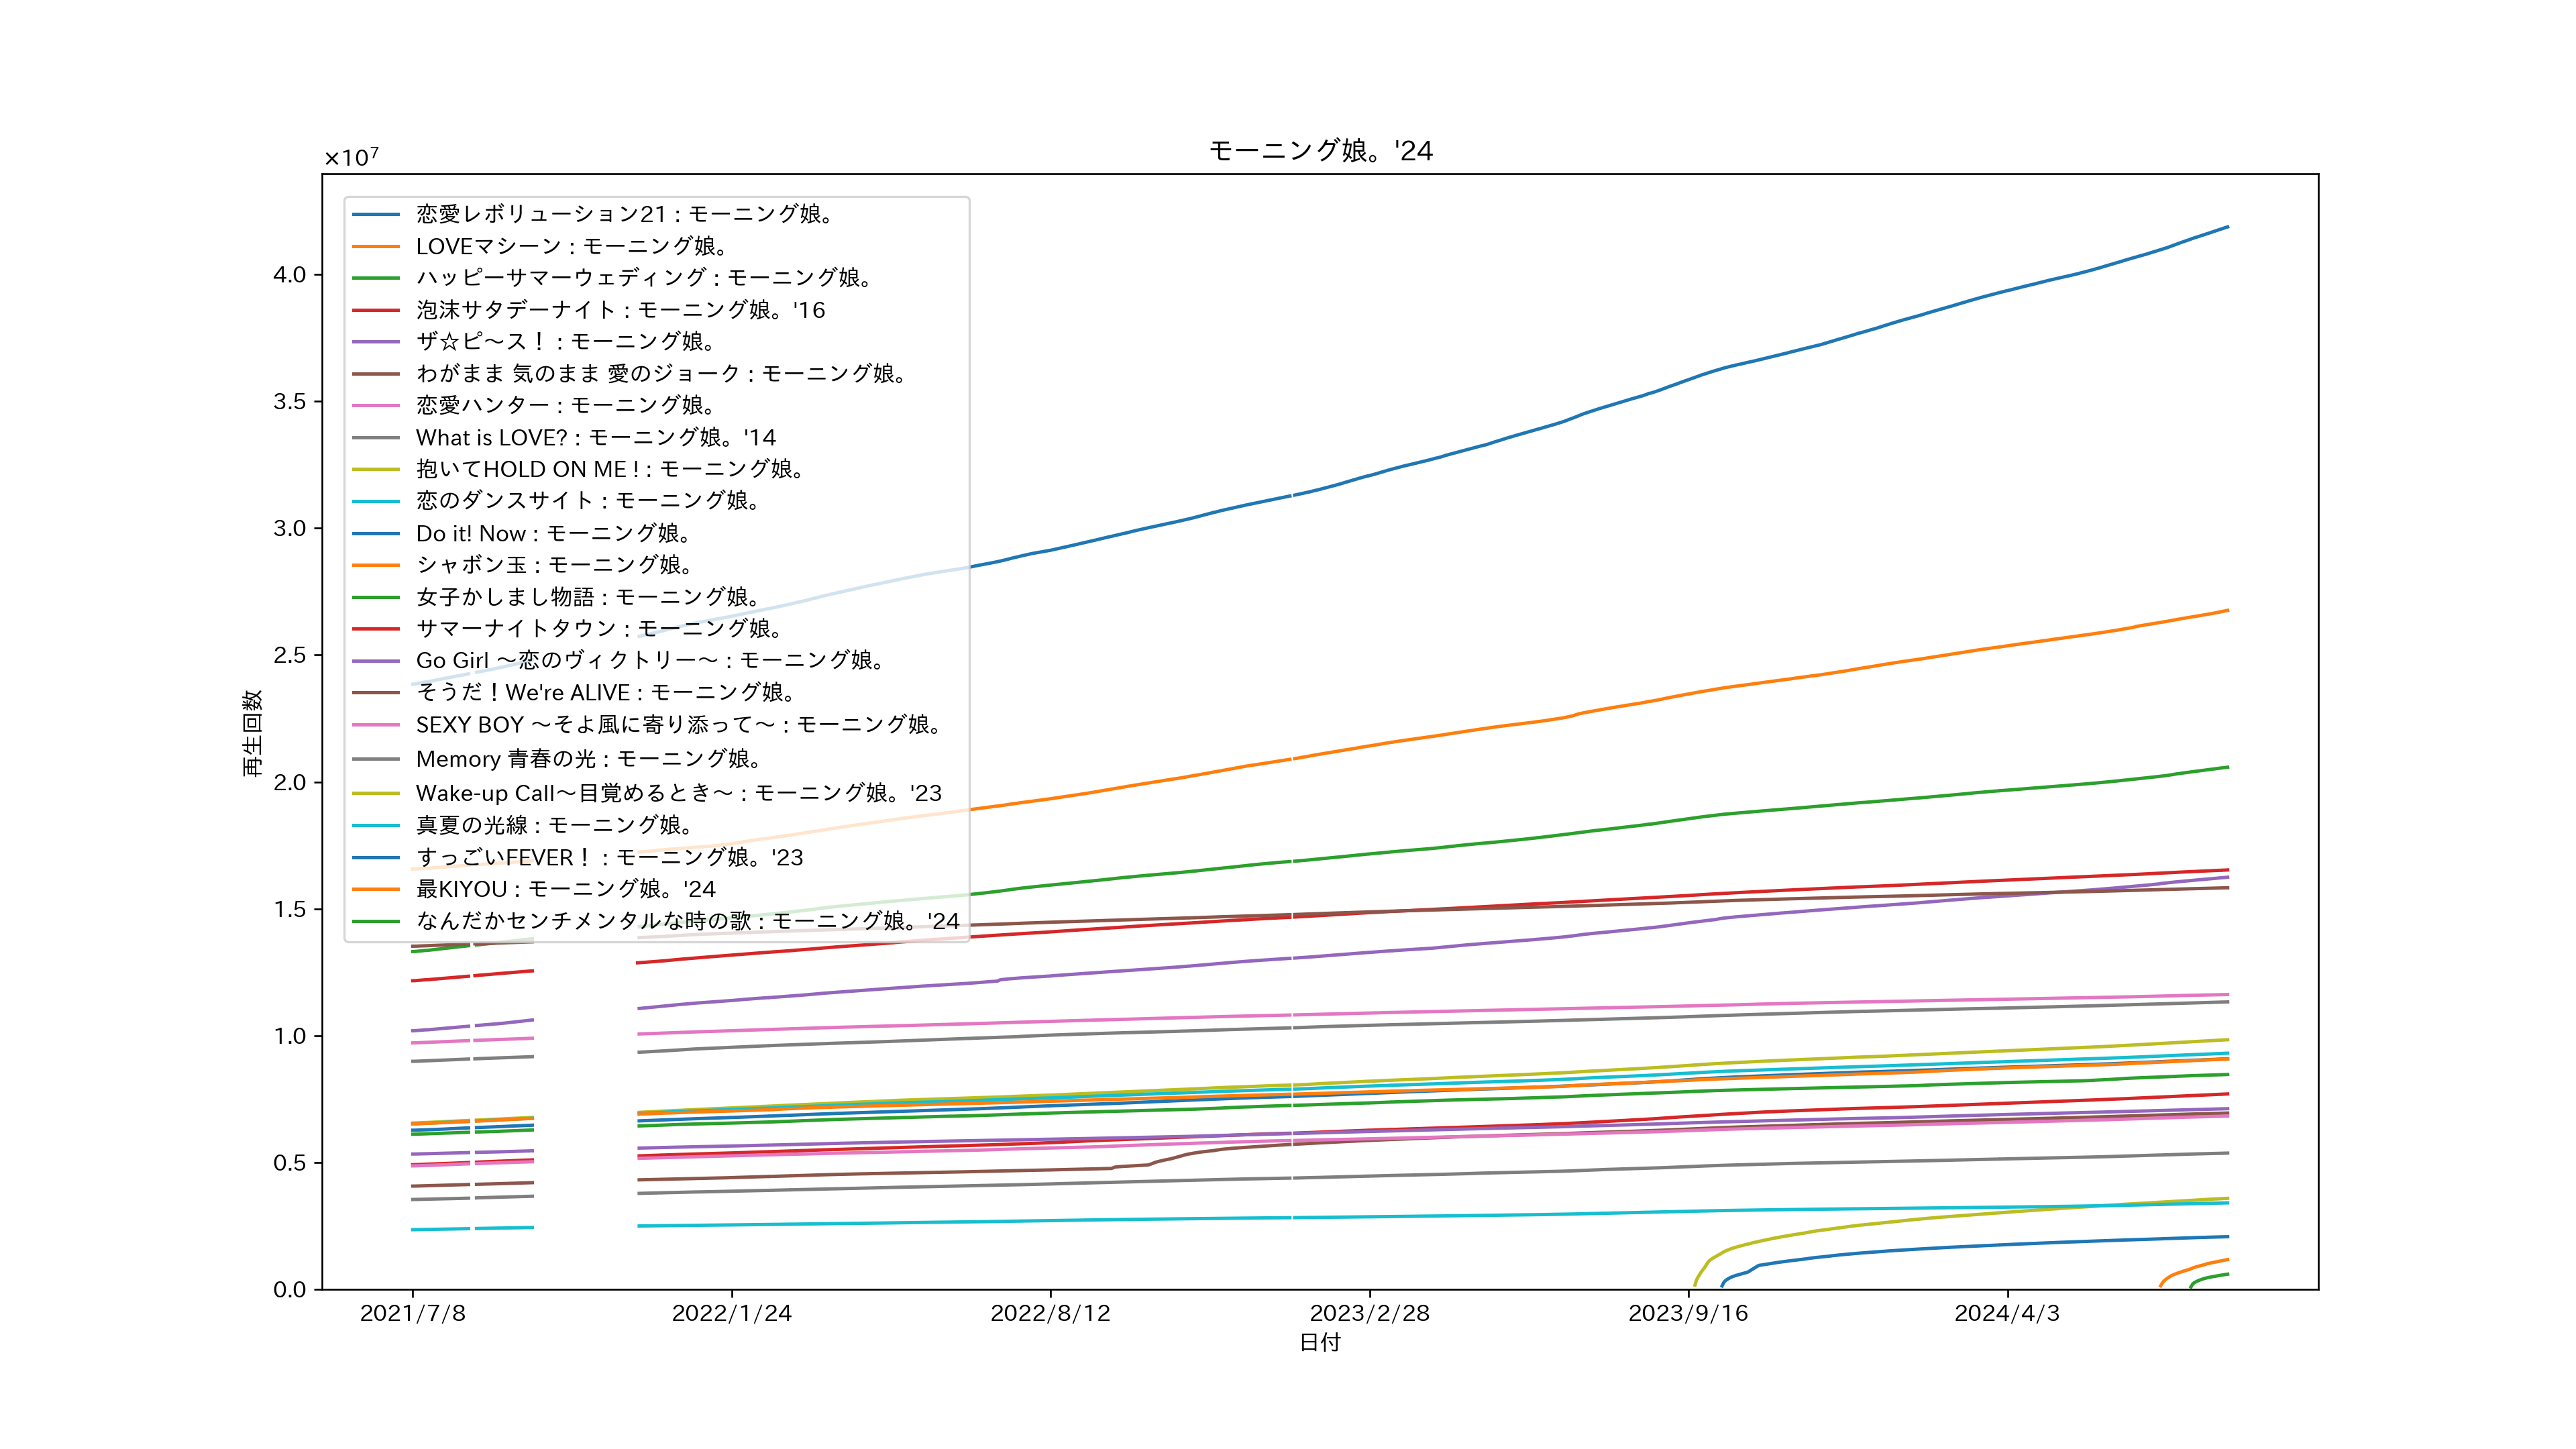 モーニング娘。'24
×10⁷
4.0
3.5
3.0
2.5
2.0
1.5
1.0
0.5
0.0
再生回数
恋愛レボリューション21 : モーニング娘。
LOVEマシーン : モーニング娘。
ハッピーサマーウェディング : モーニング娘。
泡沫サタデーナイト : モーニング娘。'16
ザ☆ピ～ス！ : モーニング娘。
わがまま 気のまま 愛のジョーク : モーニング娘。
恋愛ハンター : モーニング娘。
What is LOVE? : モーニング娘。'14
抱いてHOLD ON ME ! : モーニング娘。
恋のダンスサイト : モーニング娘。
Do it! Now : モーニング娘。
シャボン玉 : モーニング娘。
女子かしまし物語 : モーニング娘。
サマーナイトタウン : モーニング娘。
Go Girl ～恋のヴィクトリー～ : モーニング娘。
そうだ！We're ALIVE : モーニング娘。
SEXY BOY ～そよ風に寄り添って～ : モーニング娘。
Memory 青春の光 : モーニング娘。
Wake-up Call～目覚めるとき～ : モーニング娘。'23
真夏の光線 : モーニング娘。
すっごいFEVER！ : モーニング娘。'23
最KIYOU : モーニング娘。'24
なんだかセンチメンタルな時の歌 : モーニング娘。'24
2021/7/8
2022/1/24
2022/8/12
2023/2/28
2023/9/16
2024/4/3
日付